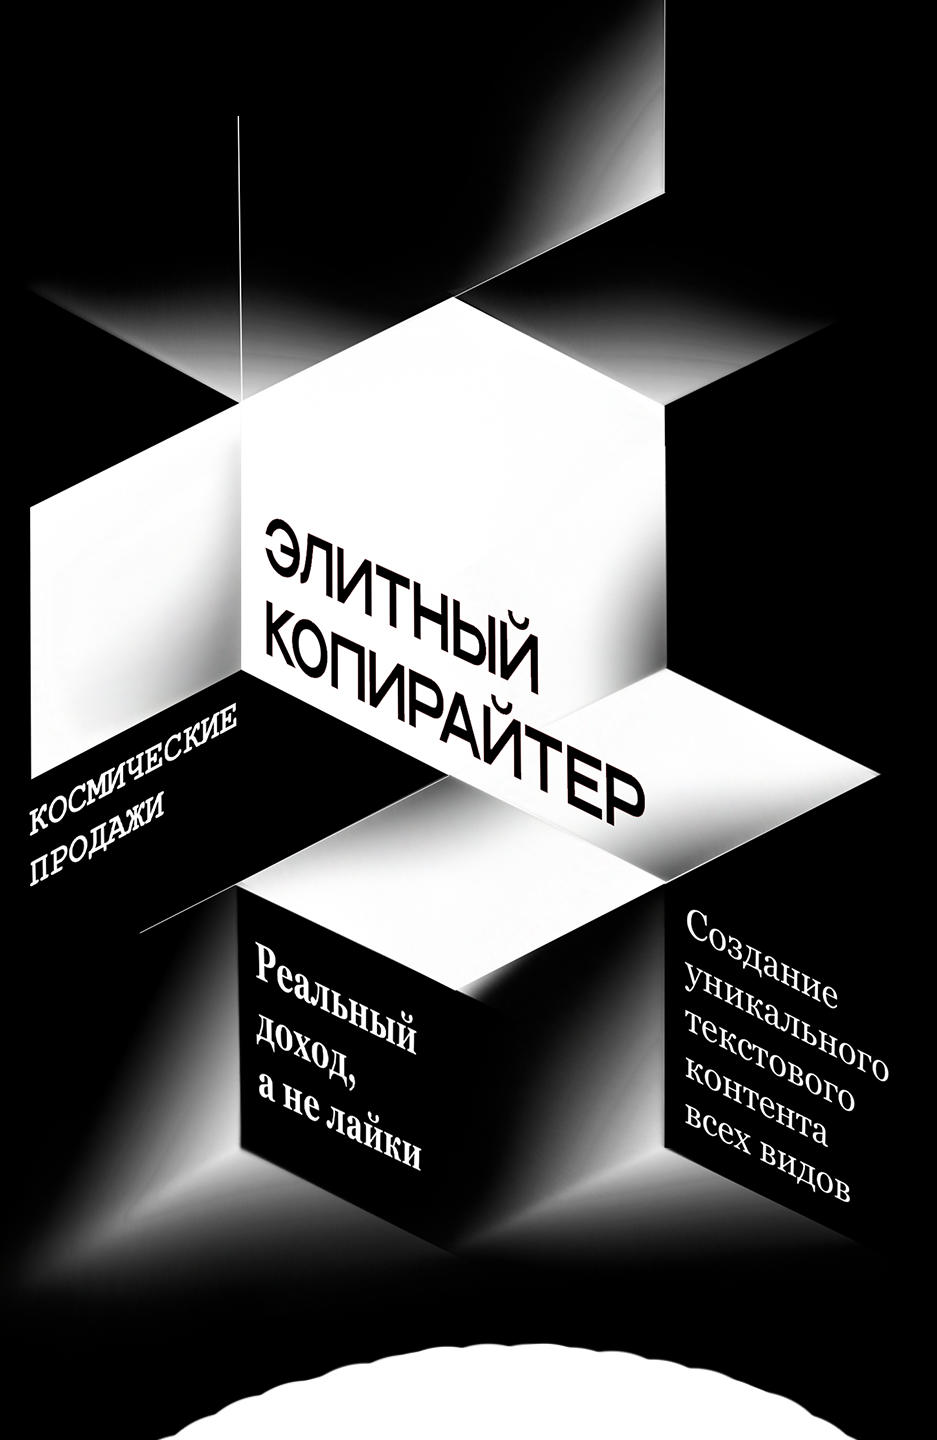 ЭЛИТНЫЙ
КОПИРАЙТЕР
КОСМИЧЕСКИЕ
ПРОДАЖИ
Реальный
доход,
а не лайки
Создание
уникального
текстового
контента
всех видов